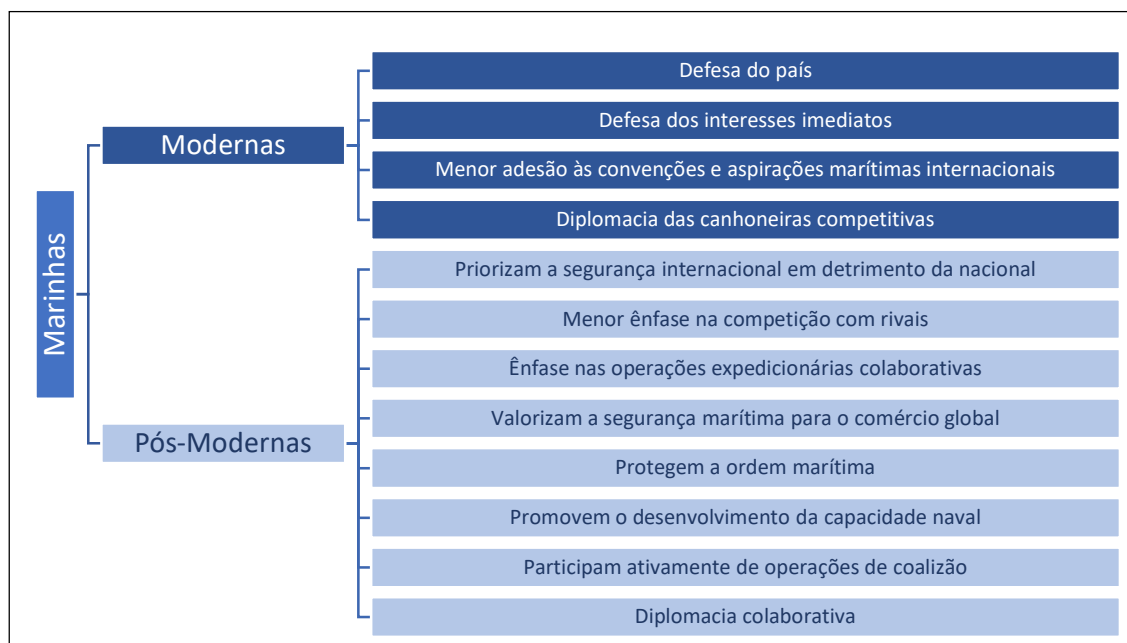 Marinhas
Modernas
Defesa do país
Defesa dos interesses imediatos
Menor adesão às convenções e aspirações marítimas internacionais
Diplomacia das canhoneiras competitivas
Pós-Modernas
Priorizam a segurança internacional em detrimento da nacional
Menor ênfase na competição com rivais
Ênfase nas operações expedicionárias colaborativas
Valorizam a segurança marítima para o comércio global
Protegem a ordem marítima
Promovem o desenvolvimento da capacidade naval
Participam ativamente de operações de coalizão
Diplomacia colaborativa